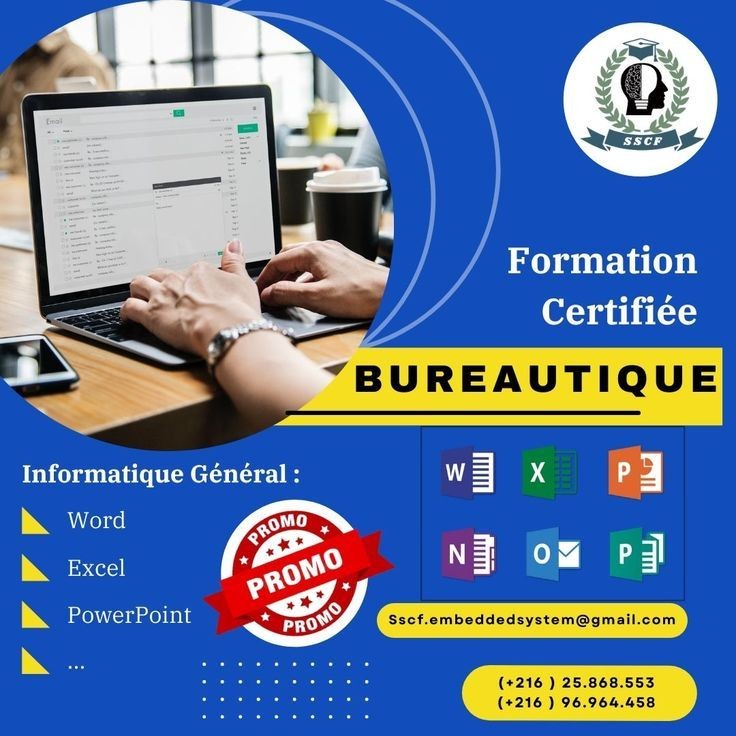 Email
SSCF
Formation
Certifiée
BUREAUTIQUE
Informatique Général :
Word
Excel
PowerPoint
...
PROMO
PROMO
PROMO
W
X
P
N
O
P
Sscf.embeddedsystem@gmail.com
(+216 ) 25.868.553
(+216 ) 96.964.458